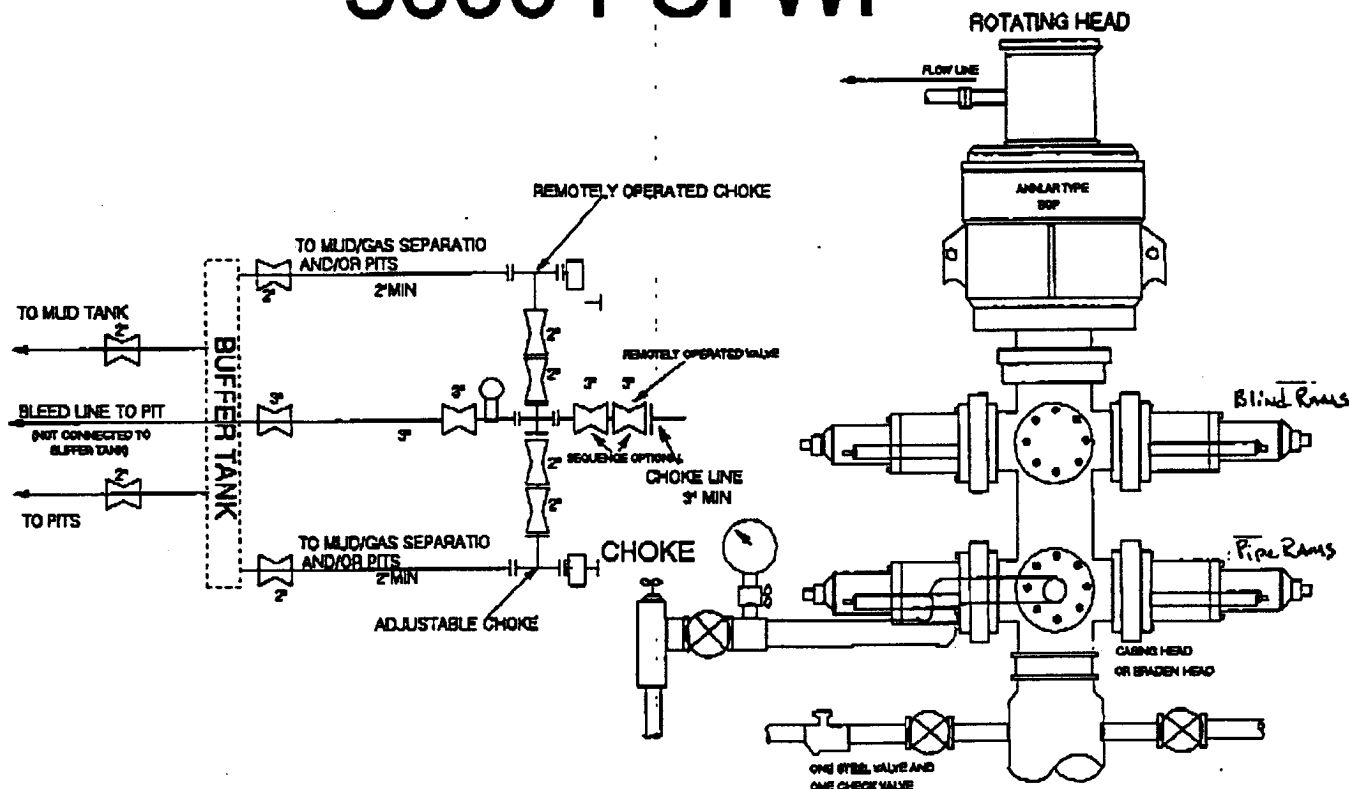 ROTATING HEAD
FLOW LINE
ANNLAR TYPE
BOP
REMOTELY OPERATED CHOKE
TO MUD/GAS SEPARATIO
AND/OR PITS
2"
2"MIN
TO MUD TANK
2"
2"
2"
REMOTELY OPERATED VALVE
3"
3"
3"
Blind Rams
BLEED LINE TO PIT
(NOT CONNECTED TO
BUFFER TANK)
3"
3"
BUFFER TANK
SEQUENCE OPTIONAL
CHOKE LINE
3" MIN
2"
2"
2"
TO PITS
TO MUD/GAS SEPARATIO
AND/OR PITS
2"MIN
2"
CHOKE
Pipe Rams
ADJUSTABLE CHOKE
CASING HEAD
OR BRADEN HEAD
ONE STEEL VALVE AND
ONE CHECK VALVE